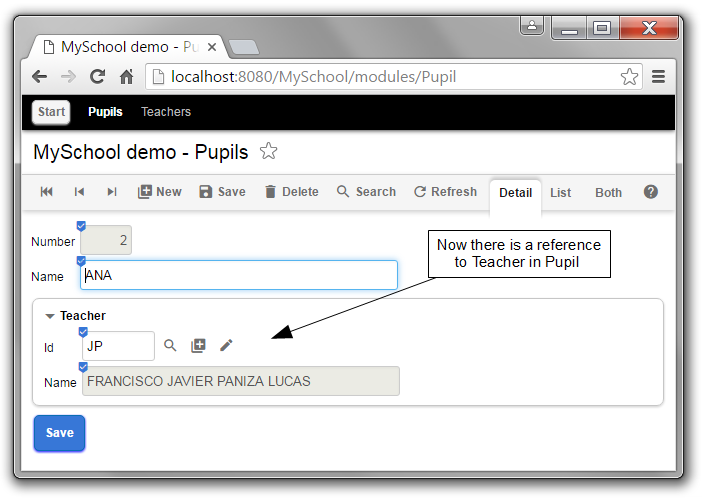 MySchool demo - Pu
localhost:8080/MySchool/modules/Pupil
Start Pupils Teachers
MySchool demo - Pupils
New Save Delete Search Refresh Detail List Both
Number 2
Name ANA
Now there is a reference
to Teacher in Pupil
Teacher
Id JP
Name FRANCISCO JAVIER PANIZA LUCAS
Save